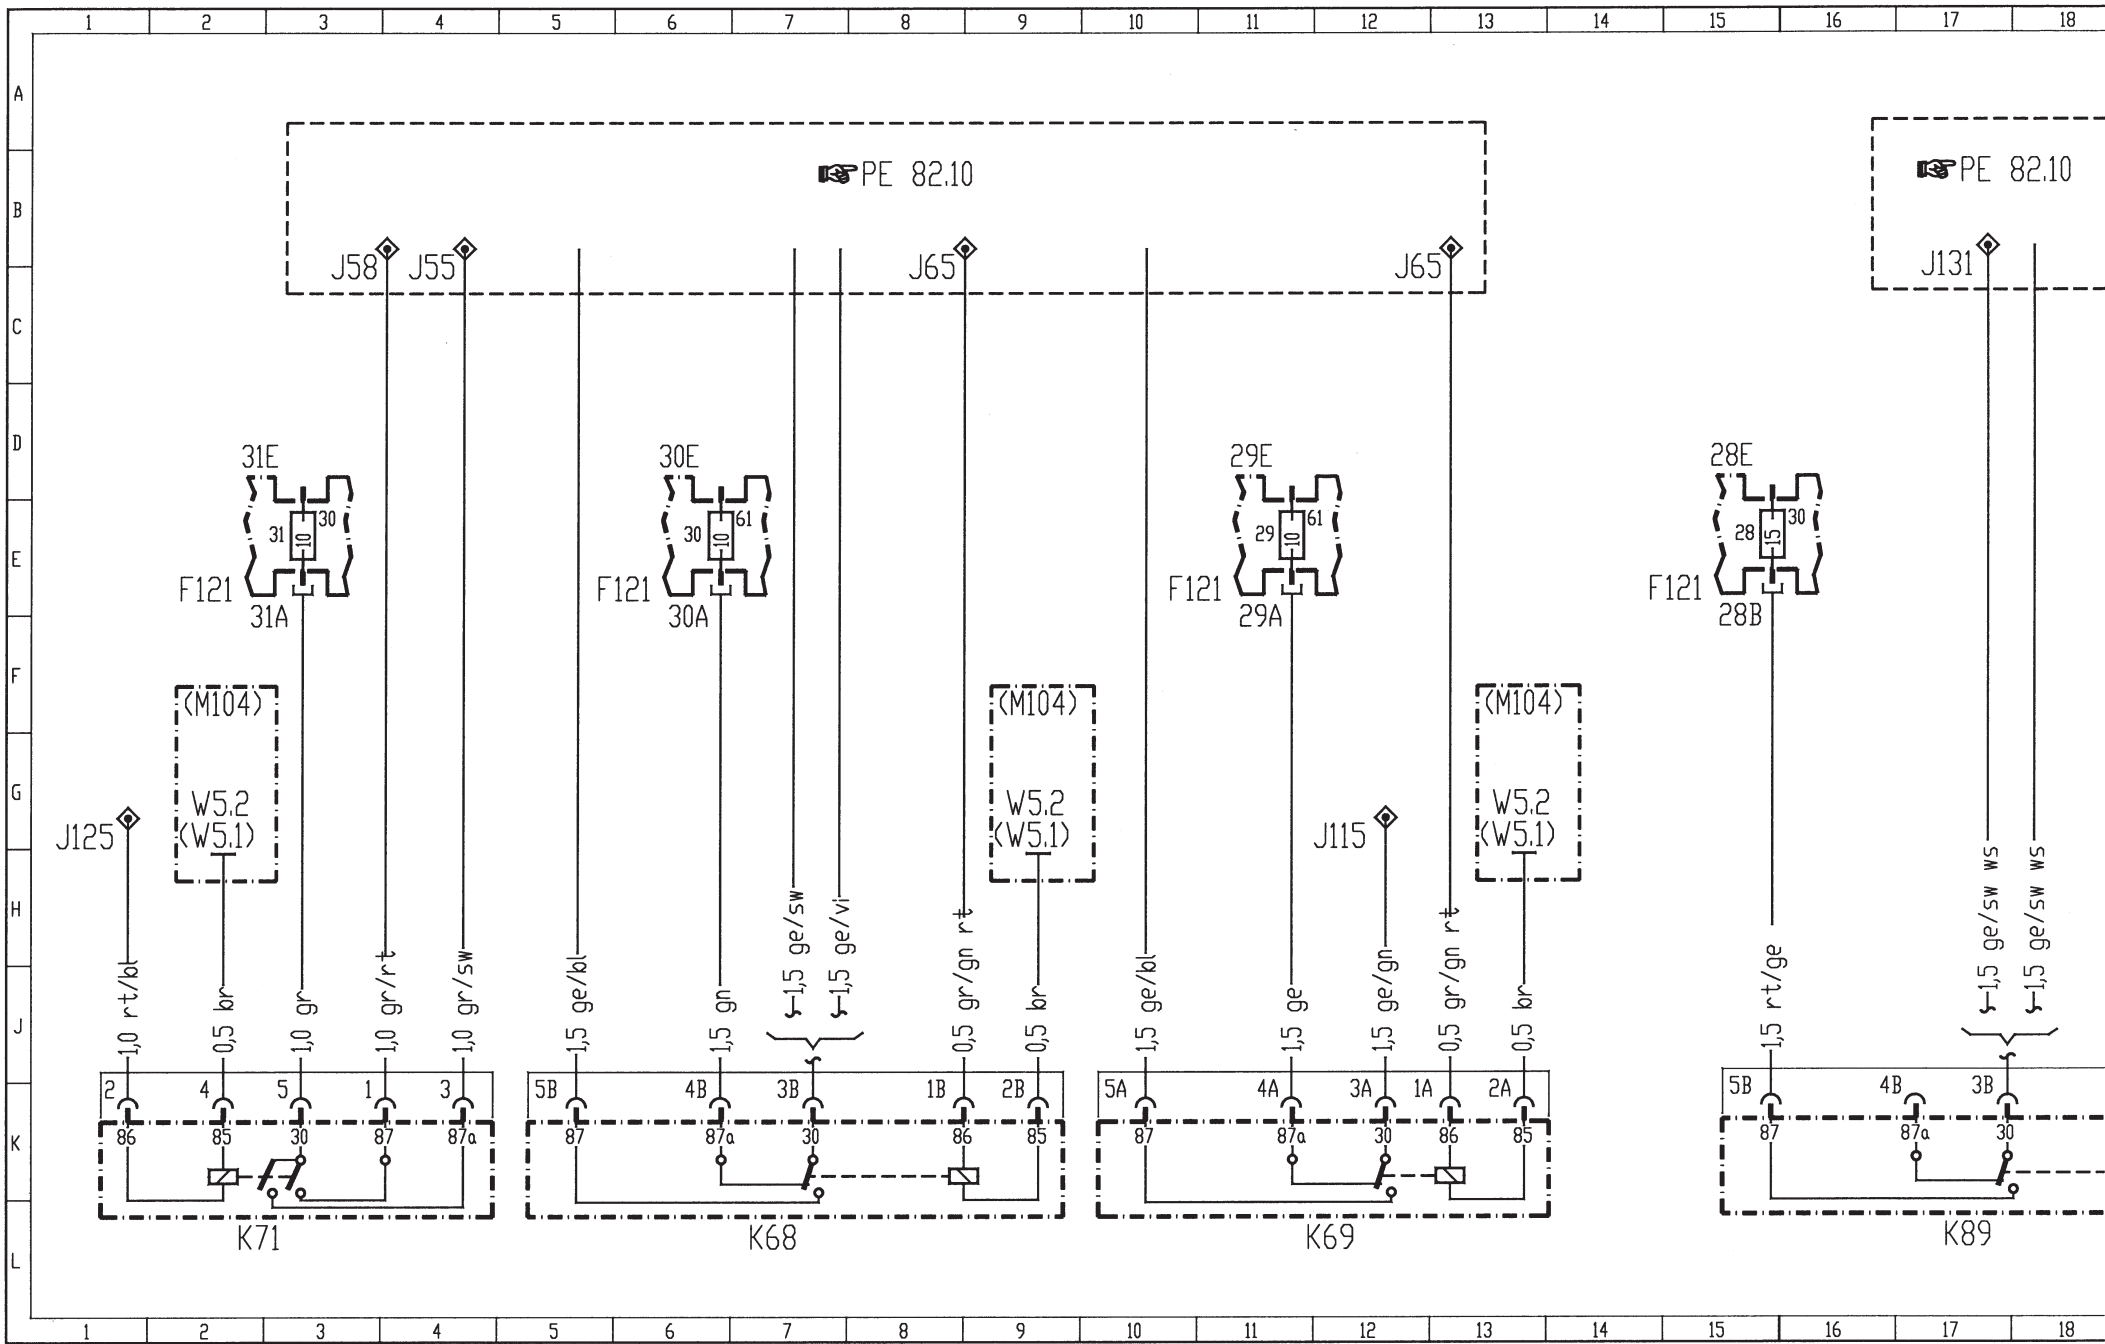 1 2 3 4 5 6 7 8 9 10 11 12 13 14 15 16 17 18
A
PE 82.10 PE 82.10
B
J58 J55 J65 J65 J131
C
D
31E 30E 29E 28E
30 61 61 30
31 10 30 10 29 10 28 15
E
F121 F121 F121 F121
31A 30A 29A 28B
F
(M104) (M104) (M104)
G
W5.2 W5.2 W5.2
(W5.1) (W5.1) (W5.1)
J125 J115
H
J
1,0 rt/bl
0,5 br
1,0 gr
1,0 gr/rt
1,0 gr/sw
1,5 ge/bl
1,5 gn
1,5 ge/sw
1,5 ge/vi
0,5 gr/gn rt
0,5 br
1,5 ge/bl
1,5 ge
1,5 ge/gn
0,5 gr/gn rt
0,5 br
1,5 rt/ge
1,5 ge/sw ws
1,5 ge/sw ws
2 4 5 1 3 5B 4B 3B 1B 2B 5A 4A 3A 1A 2A 5B 4B 3B
K
86 85 30 87 87a 87 87a 30 86 85 87 87a 30 86 85 87 87a 30
K71 K68 K69 K89
L
1 2 3 4 5 6 7 8 9 10 11 12 13 14 15 16 17 18